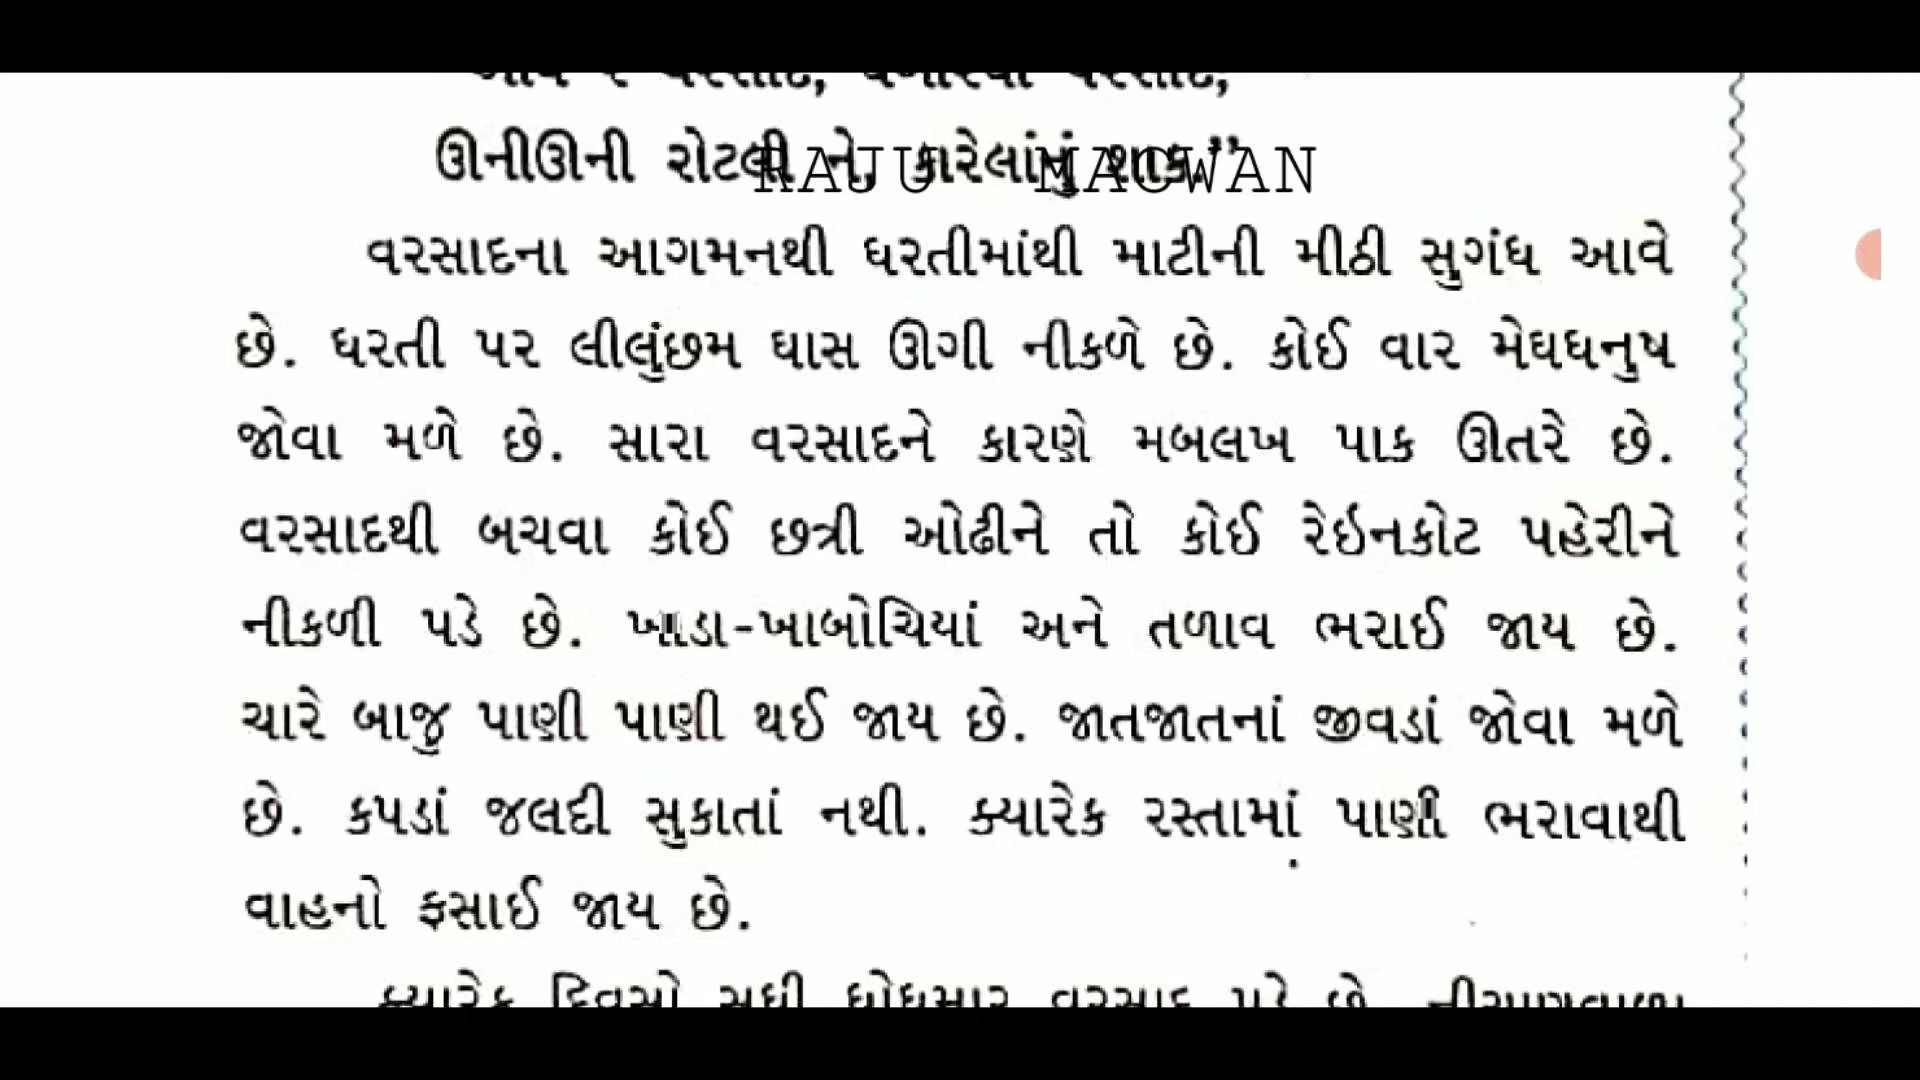 ઊનીઊની રોટલી ને, કારેલાંનું શાક."
RAJU MACWAN
વરસાદના આગમનથી ધરતીમાંથી માટીની મીઠી સુગંધ આવે
છે. ધરતી પર લીલુંછમ ઘાસ ઊગી નીકળે છે. કોઈ વાર મેઘધનુષ
જોવા મળે છે. સારા વરસાદને કારણે મબલખ પાક ઊતરે છે.
વરસાદથી બચવા કોઈ છત્રી ઓઢીને તો કોઈ રેઇનકોટ પહેરીને
નીકળી પડે છે. ખાડા-ખાબોચિયાં અને તળાવ ભરાઈ જાય છે.
ચારે બાજુ પાણી પાણી થઈ જાય છે. જાતજાતનાં જીવડાં જોવા મળે
છે. કપડાં જલદી સુકાતાં નથી. ક્યારેક રસ્તામાં પાણી ભરાવાથી
વાહનો ફસાઈ જાય છે.